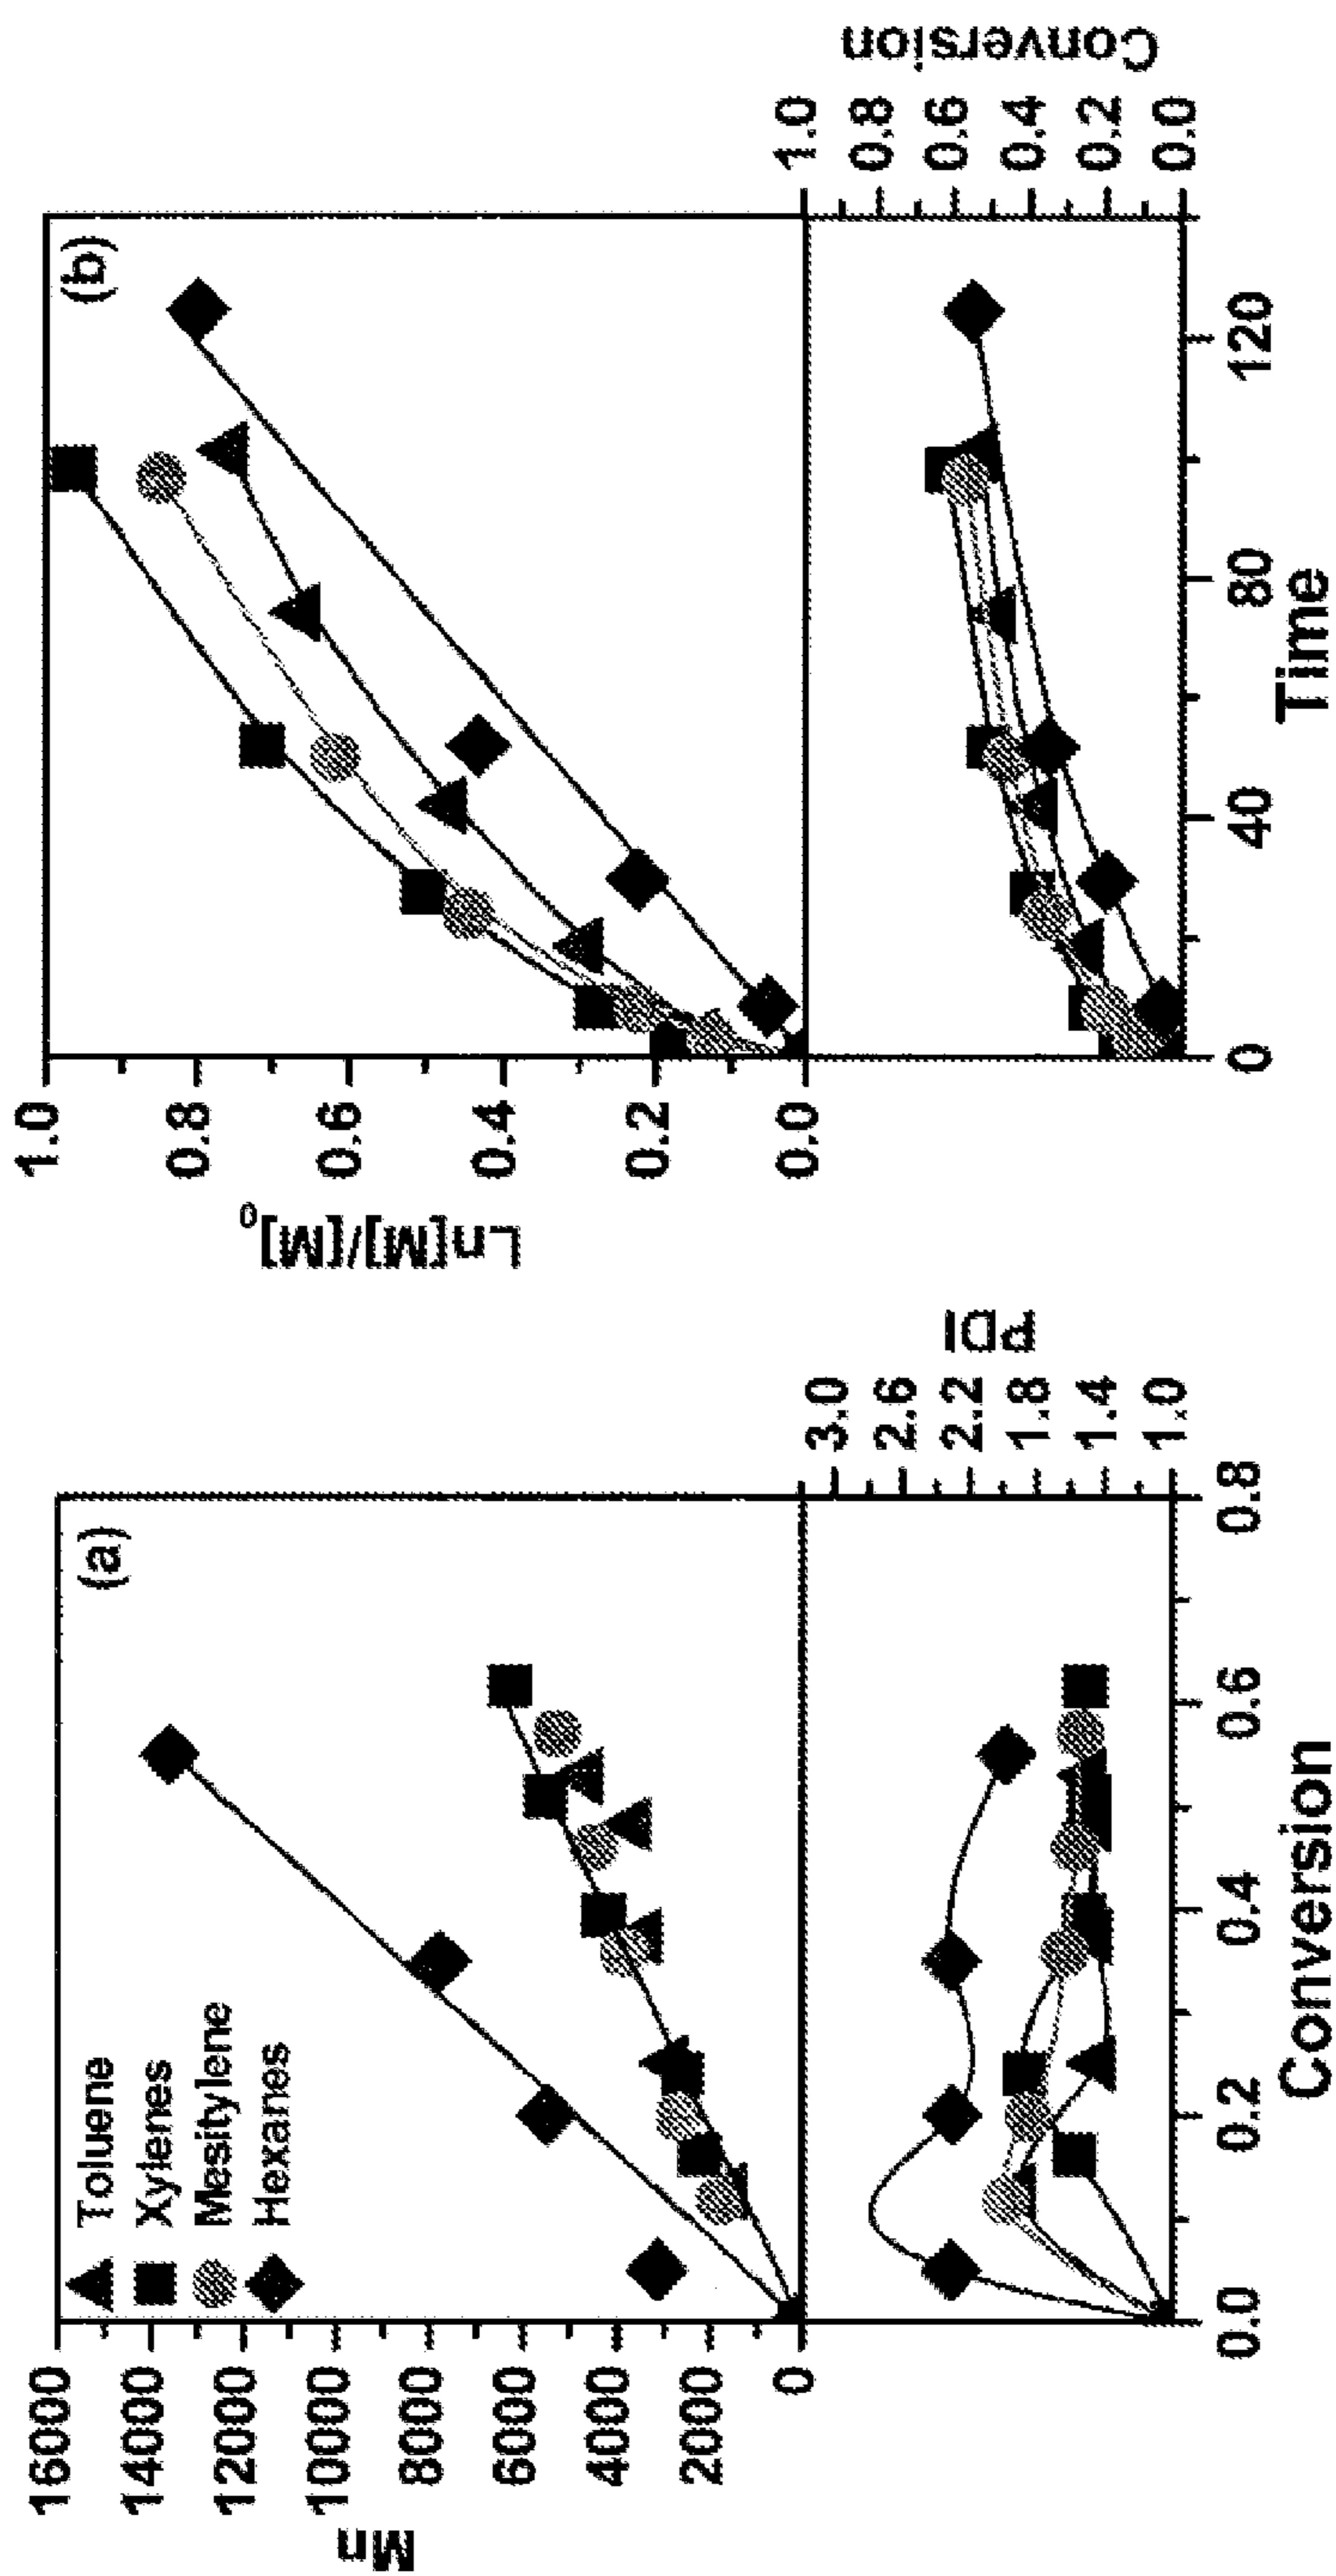 (a)
Toluene
Xylenes
Mesitylene
Hexanes
16000
14000
12000
10000
8000
6000
4000
2000
0
Mn
3.0
2.6
2.2
1.8
1.4
1.0
PDI
0.0 0.2 0.4 0.6 0.8
Conversion
(b)
1.0
0.8
0.6
0.4
0.2
0.0
Ln[M]/[M]₀
1.0
0.8
0.6
0.4
0.2
0.0
Conversion
0 40 80 120
Time